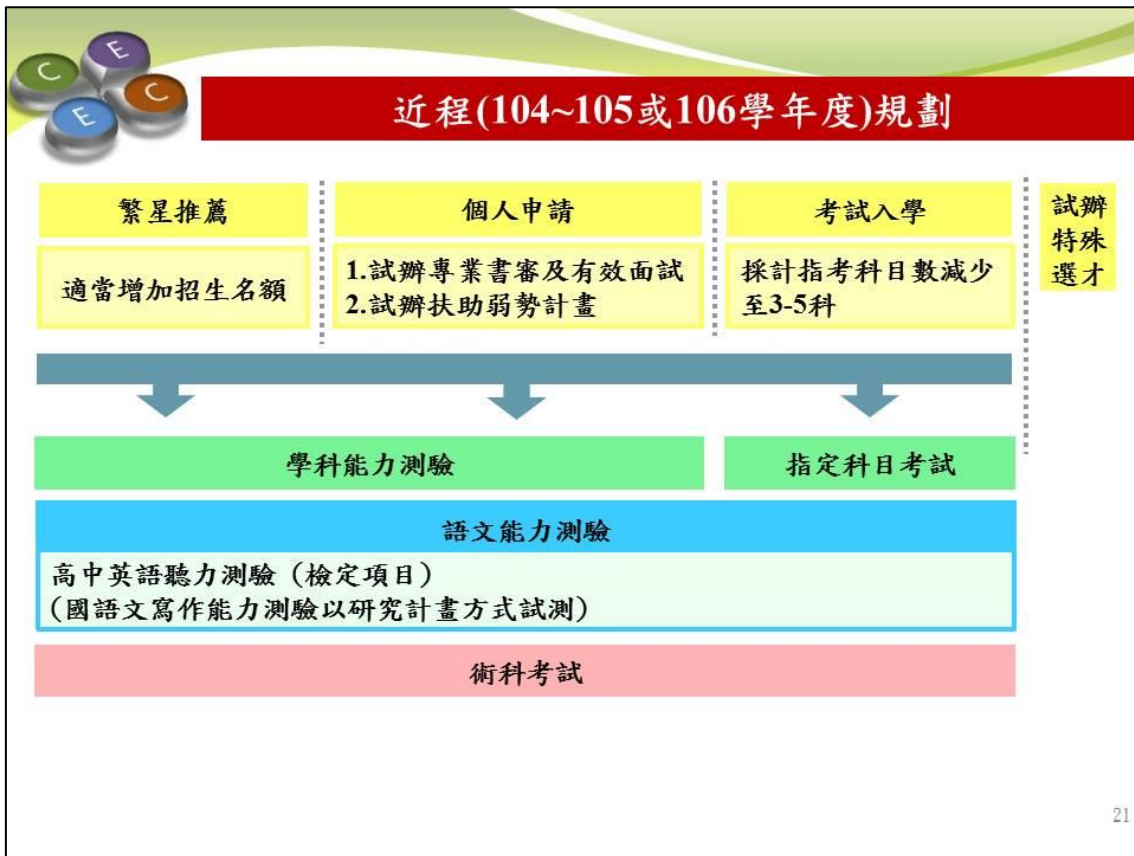 C
E
E
C
近程(104~105或106學年度)規劃
繁星推薦
適當增加招生名額
個人申請
1.試辦專業書審及有效面試
2.試辦扶助弱勢計畫
考試入學
採計指考科目數減少
至3-5科
試辦
特殊
選才
學科能力測驗
指定科目考試
語文能力測驗
高中英語聽力測驗（檢定項目）
(國語文寫作能力測驗以研究計畫方式試測)
術科考試
21